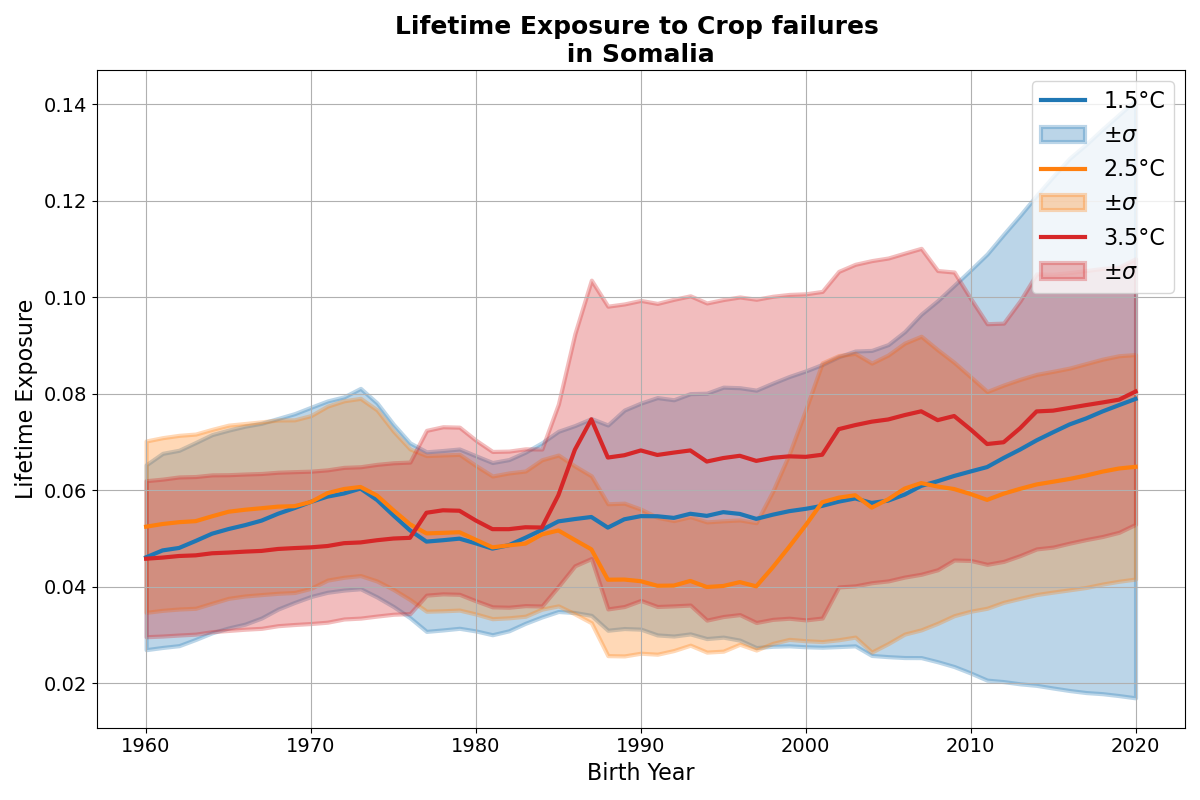 Lifetime Exposure to Crop failures
in Somalia
1.5°C
±σ
2.5°C
±σ
3.5°C
±σ
Lifetime Exposure
0.14
0.12
0.10
0.08
0.06
0.04
0.02
1960 1970 1980 1990 2000 2010 2020
Birth Year